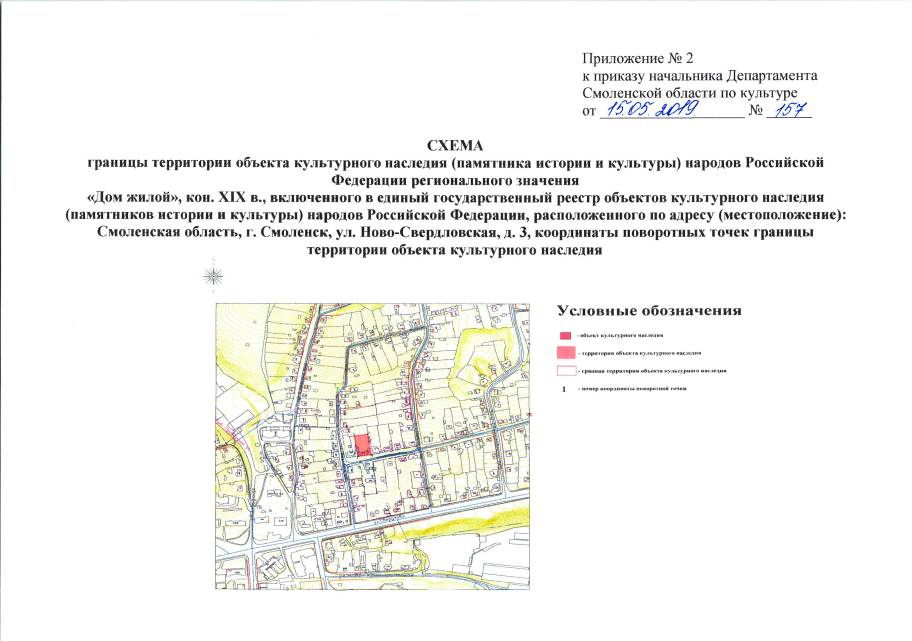 Приложение № 2
к приказу начальника Департамента
Смоленской области по культуре
от 15.05.2019 № 157
СХЕМА
границы территории объекта культурного наследия (памятника истории и культуры) народов Российской
Федерации регионального значения
«Дом жилой», кон. XIX в., включенного в единый государственный реестр объектов культурного наследия
(памятников истории и культуры) народов Российской Федерации, расположенного по адресу (местоположение):
Смоленская область, г. Смоленск, ул. Ново-Свердловская, д. 3, координаты поворотных точек границы
территории объекта культурного наследия
Условные обозначения
- объект культурного наследия
- территория объекта культурного наследия
- граница территории объекта культурного наследия
1 - номер координаты поворотной точки